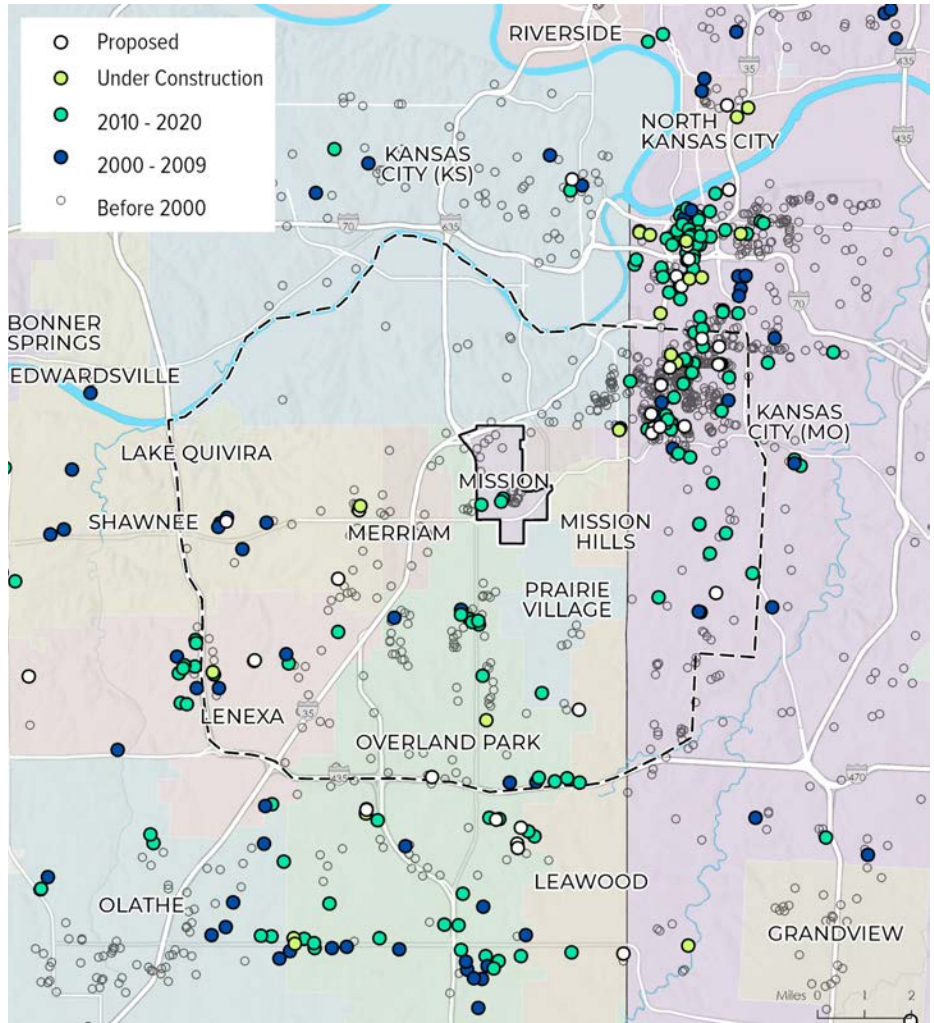 Proposed
Under Construction
2010 - 2020
2000 - 2009
Before 2000
RIVERSIDE
35
435
NORTH
KANSAS CITY
435
KANSAS
CITY (KS)
70
635
70
BONNER
SPRINGS
EDWARDSVILLE
KANSAS
CITY (MO)
LAKE QUIVIRA
MISSION
SHAWNEE
MERRIAM
MISSION
HILLS
PRAIRIE
VILLAGE
LENEXA
35
OVERLAND PARK
435
470
LEAWOOD
OLATHE
GRANDVIEW
Miles
0 1 2